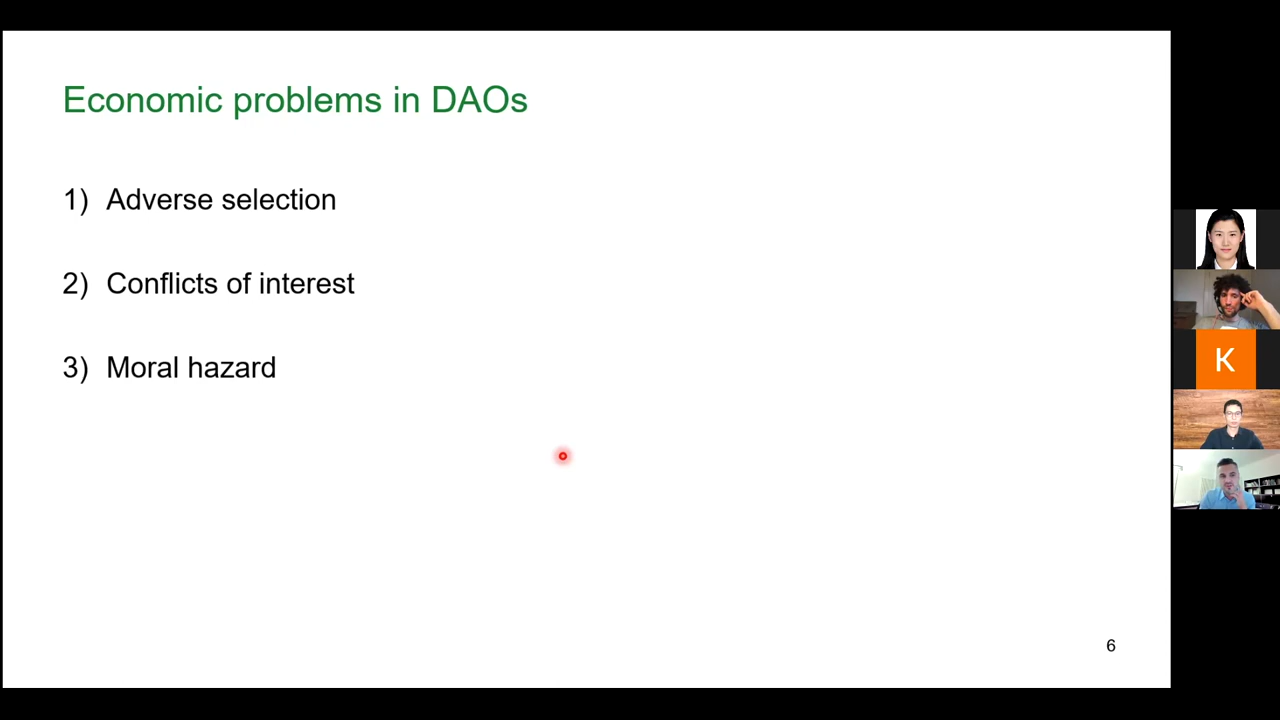 Economic problems in DAOs
1) Adverse selection
2) Conflicts of interest
3) Moral hazard
K
6